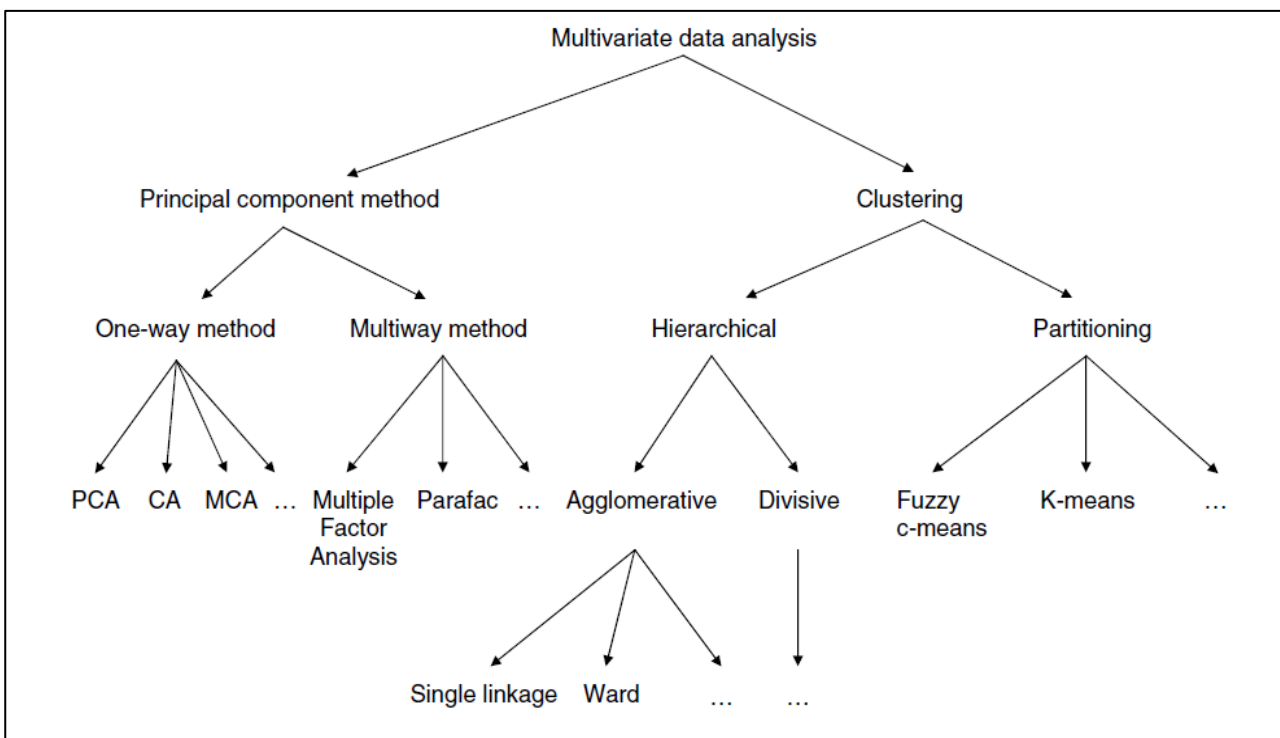 Multivariate data analysis
Principal component method
Clustering
One-way method
Multiway method
Hierarchical
Partitioning
PCA
CA
MCA
…
Multiple
Factor
Analysis
Parafac
…
Agglomerative
Divisive
Fuzzy
c-means
K-means
…
Single linkage
Ward
…
…